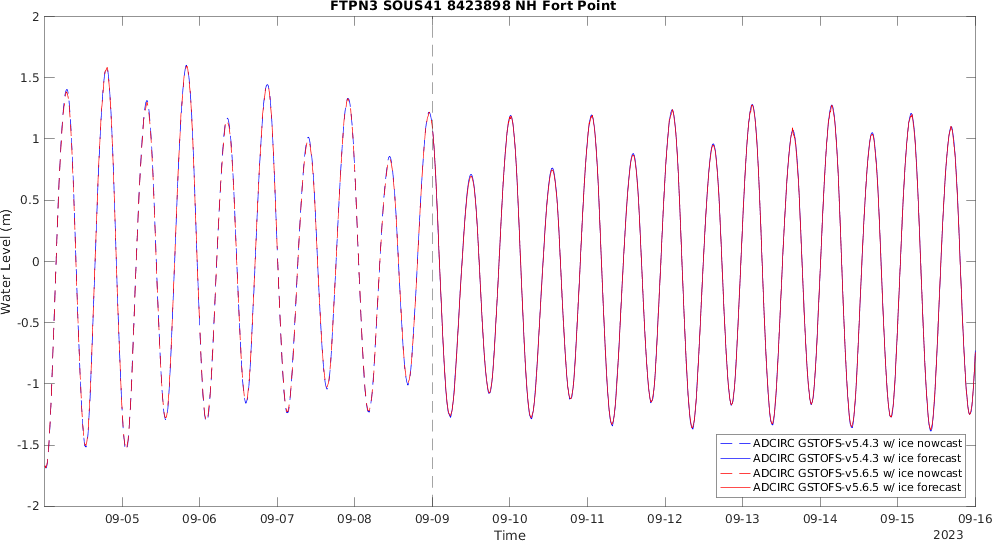 FTPN3 SOUS41 8423898 NH Fort Point
2
1.5
1
0.5
0
-0.5
-1
-1.5
-2
Water Level (m)
09-05 09-06 09-07 09-08 09-09 09-10 09-11 09-12 09-13 09-14 09-15 09-16
Time
2023
ADCIRC GSTOFS-v5.4.3 w/ ice nowcast
ADCIRC GSTOFS-v5.4.3 w/ ice forecast
ADCIRC GSTOFS-v5.6.5 w/ ice nowcast
ADCIRC GSTOFS-v5.6.5 w/ ice forecast